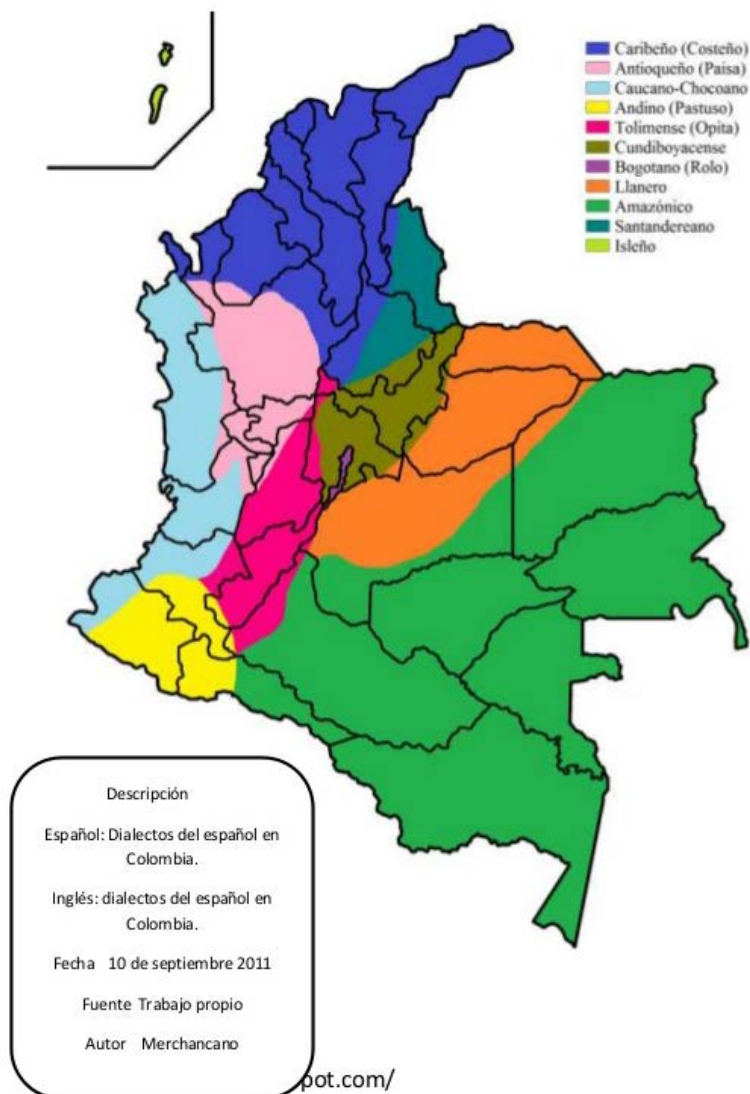 Caribeño (Costeño)
Antioqueño (Paisa)
Caucano-Chocoano
Andino (Pastuso)
Tolimense (Opita)
Cundiboyacense
Bogotano (Rolo)
Llanero
Amazónico
Santandereano
Isleño
Descripción
Español: Dialectos del español en
Colombia.
Inglés: dialectos del español en
Colombia.
Fecha 10 de septiembre 2011
Fuente Trabajo propio
Autor Merchancano
pot.com/